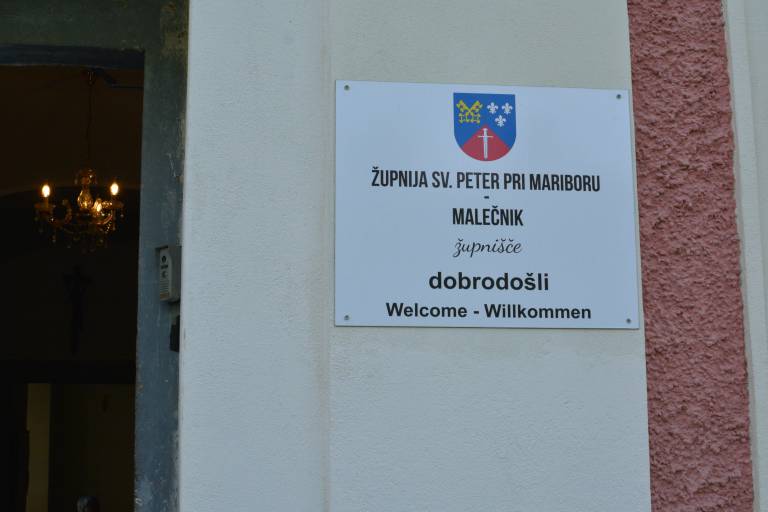 ŽUPNIJA SV. PETER PRI MARIBORU
-
MALEČNIK
župnišče
dobrodošli
Welcome - Willkommen